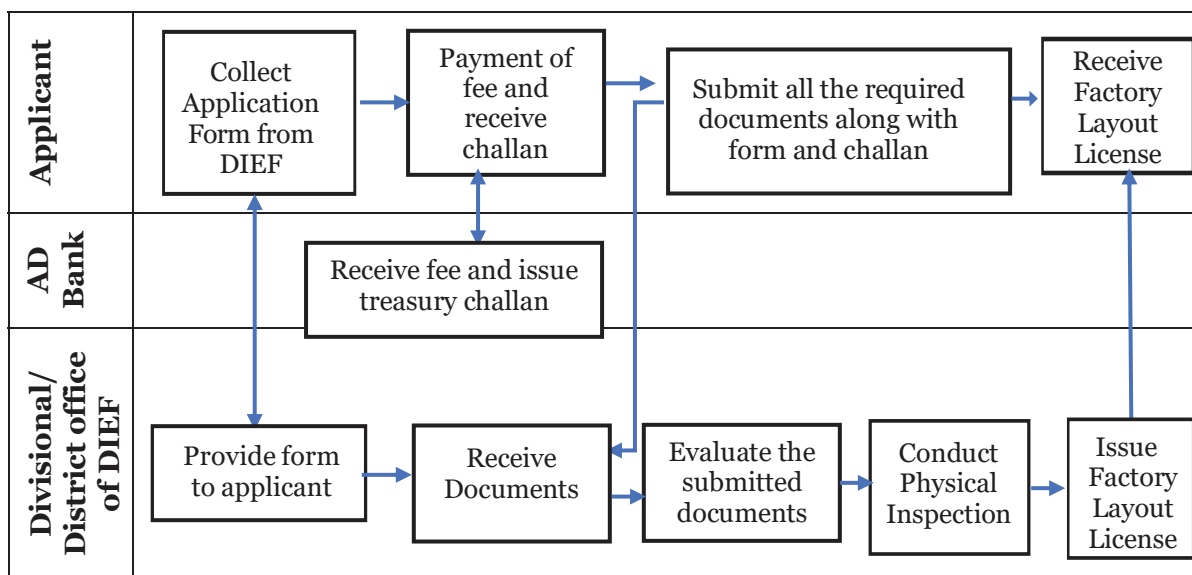 Applicant
Collect
Application
Form from
DIEF
Payment of
fee and
receive
challan
Submit all the required
documents along with
form and challan
Receive
Factory
Layout
License
AD
Bank
Receive fee and issue
treasury challan
Divisional/
District office
of DIEF
Provide form
to applicant
Receive
Documents
Evaluate the
submitted
documents
Conduct
Physical
Inspection
Issue
Factory
Layout
License